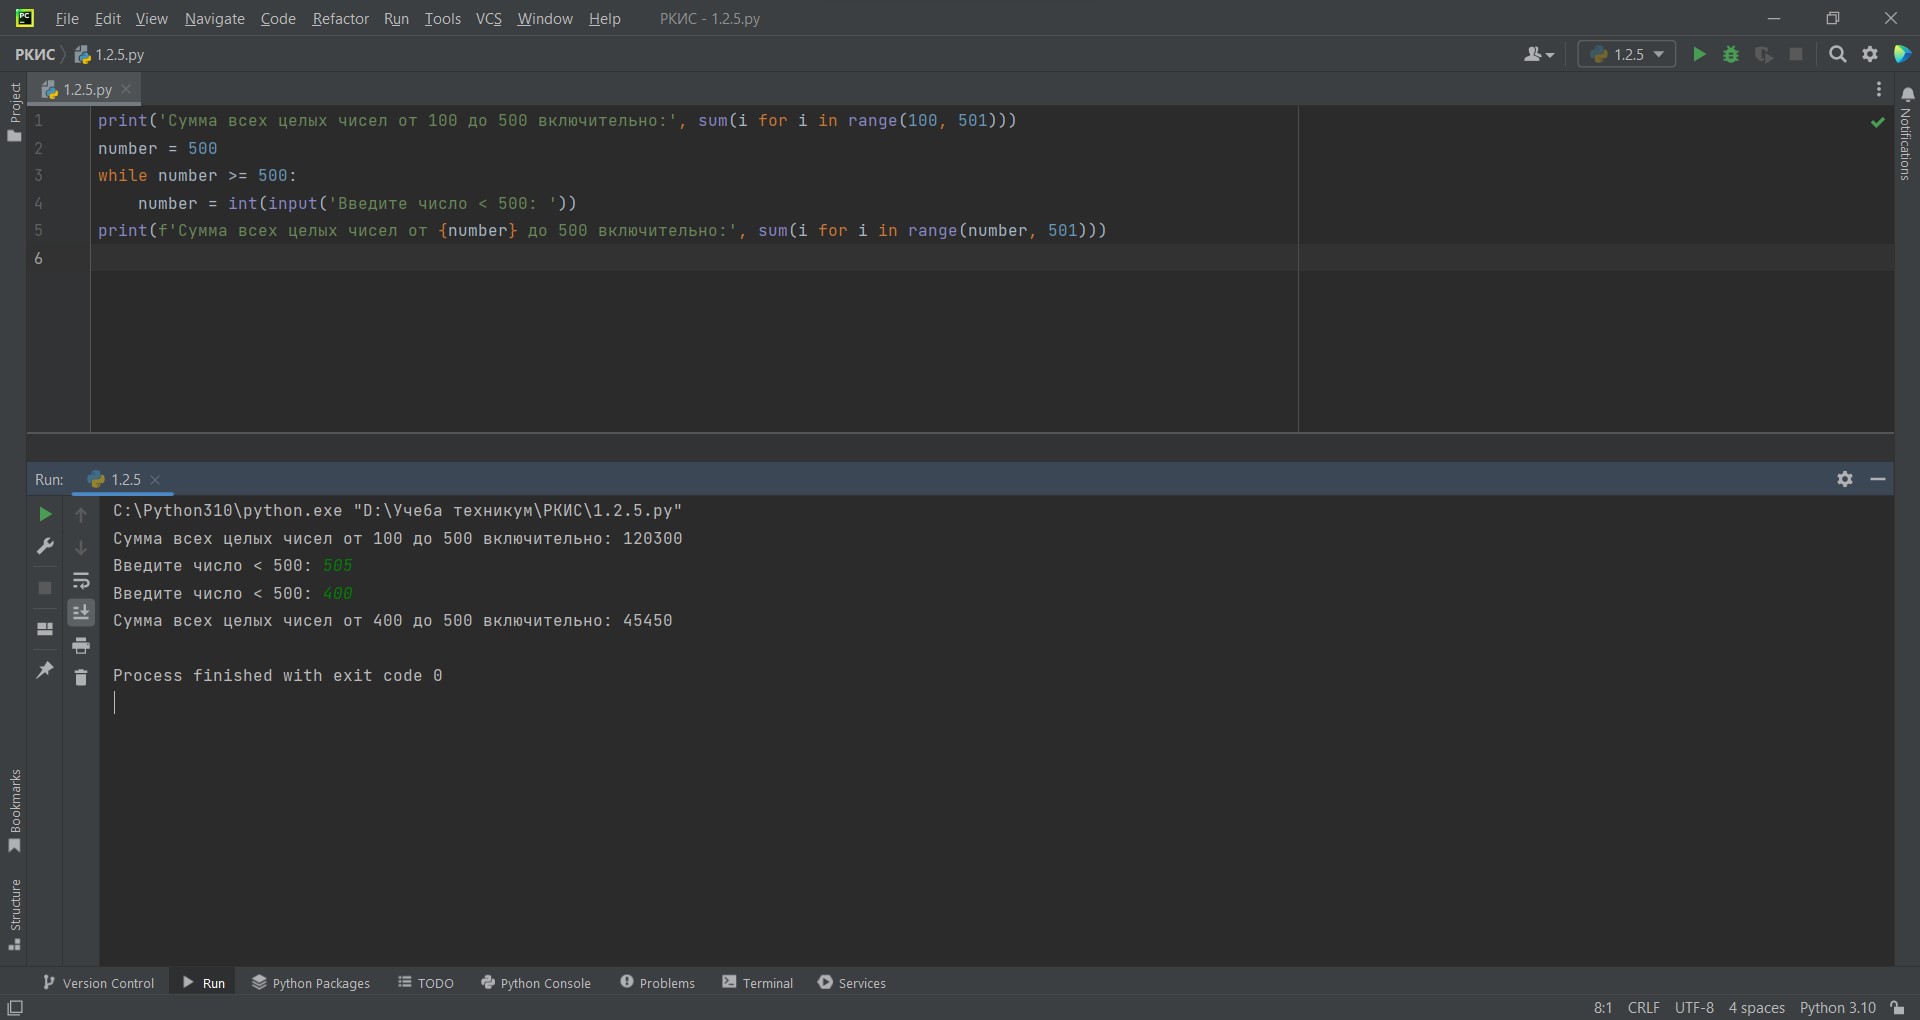 File Edit View Navigate Code Refactor Run Tools VCS Window Help РКИС - 1.2.5.py
РКИС 1.2.5.py
1.2.5
Project
1.2.5.py
Notifications
1 print('Сумма всех целых чисел от 100 до 500 включительно:', sum(i for i in range(100, 501)))
2 number = 500
3 while number >= 500:
4     number = int(input('Введите число < 500: '))
5 print(f'Сумма всех целых чисел от {number} до 500 включительно:', sum(i for i in range(number, 501)))
6
Run: 1.2.5
C:\Python310\python.exe "D:\Учеба техникум\РКИС\1.2.5.py"
Сумма всех целых чисел от 100 до 500 включительно: 120300
Введите число < 500: 505
Введите число < 500: 400
Сумма всех целых чисел от 400 до 500 включительно: 45450
Process finished with exit code 0
Bookmarks
Structure
Version Control Run Python Packages TODO Python Console Problems Terminal Services
8:1 CRLF UTF-8 4 spaces Python 3.10